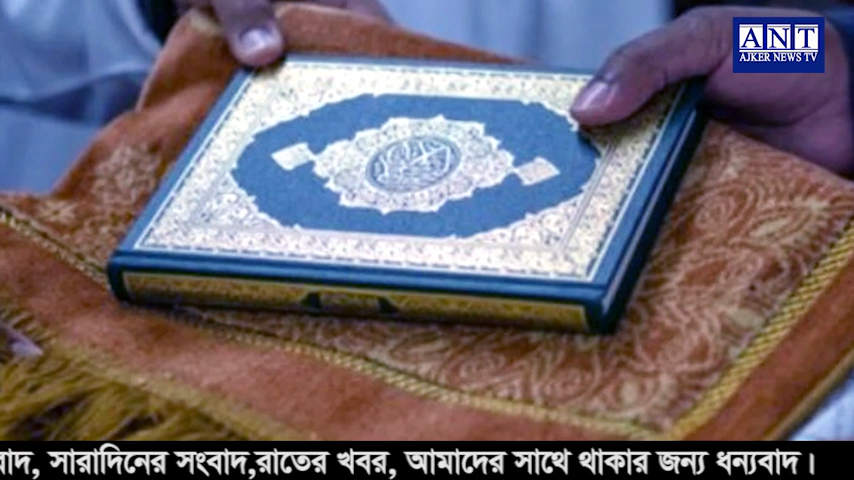 ANT
AJKER NEWS TV
সারাদিনের সংবাদ,রাতের খবর, আমাদের সাথে থাকার জন্য ধন্যবাদ।